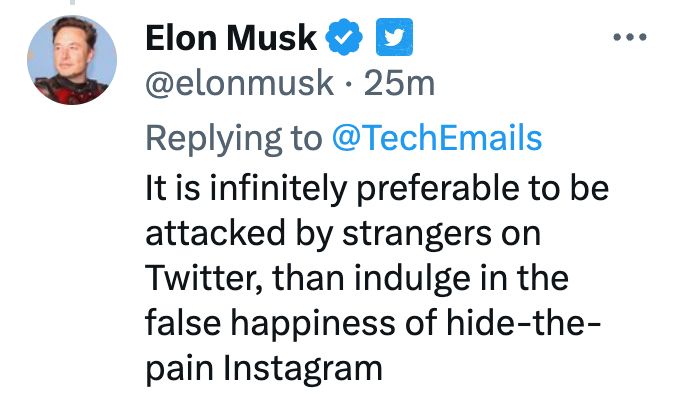 Elon Musk
@elonmusk · 25m
Replying to @TechEmails
It is infinitely preferable to be
attacked by strangers on
Twitter, than indulge in the
false happiness of hide-the-
pain Instagram